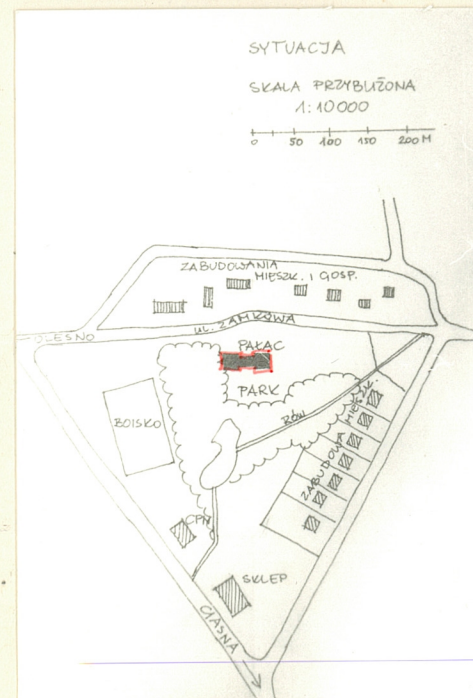 SYTUACJA
SKALA PRZYBLIŻONA
1:10000
0 50 100 150 200 M
ZABUDOWANIA
MIESZK. I GOSP.
UL. ZAMKOWA
OLESNO
PAŁAC
PARK
BOISKO
RÓW
ZABUDOWA MIESZK.
CPN
SKLEP
CIASNA